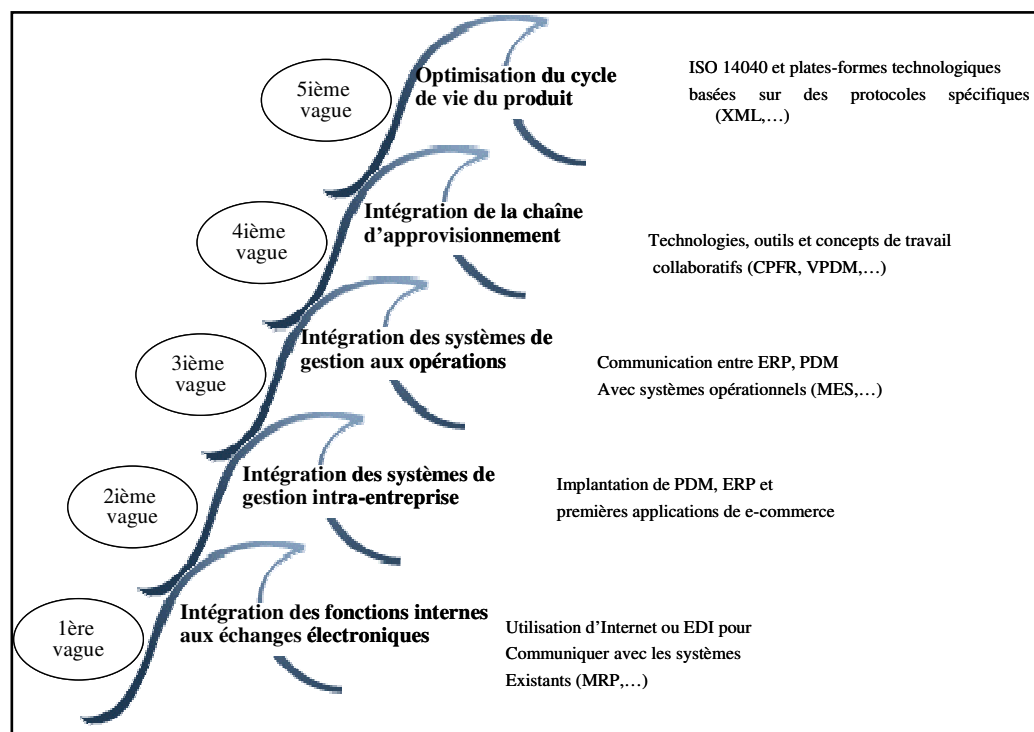 5ième
vague
Optimisation du cycle
de vie du produit
ISO 14040 et plates-formes technologiques
basées sur des protocoles spécifiques
(XML,…)
4ième
vague
Intégration de la chaîne
d’approvisionnement
Technologies, outils et concepts de travail
collaboratifs (CPFR, VPDM,…)
3ième
vague
Intégration des systèmes de
gestion aux opérations
Communication entre ERP, PDM
Avec systèmes opérationnels (MES,…)
2ième
vague
Intégration des systèmes de
gestion intra-entreprise
Implantation de PDM, ERP et
premières applications de e-commerce
1ère
vague
Intégration des fonctions internes
aux échanges électroniques
Utilisation d’Internet ou EDI pour
Communiquer avec les systèmes
Existants (MRP,…)